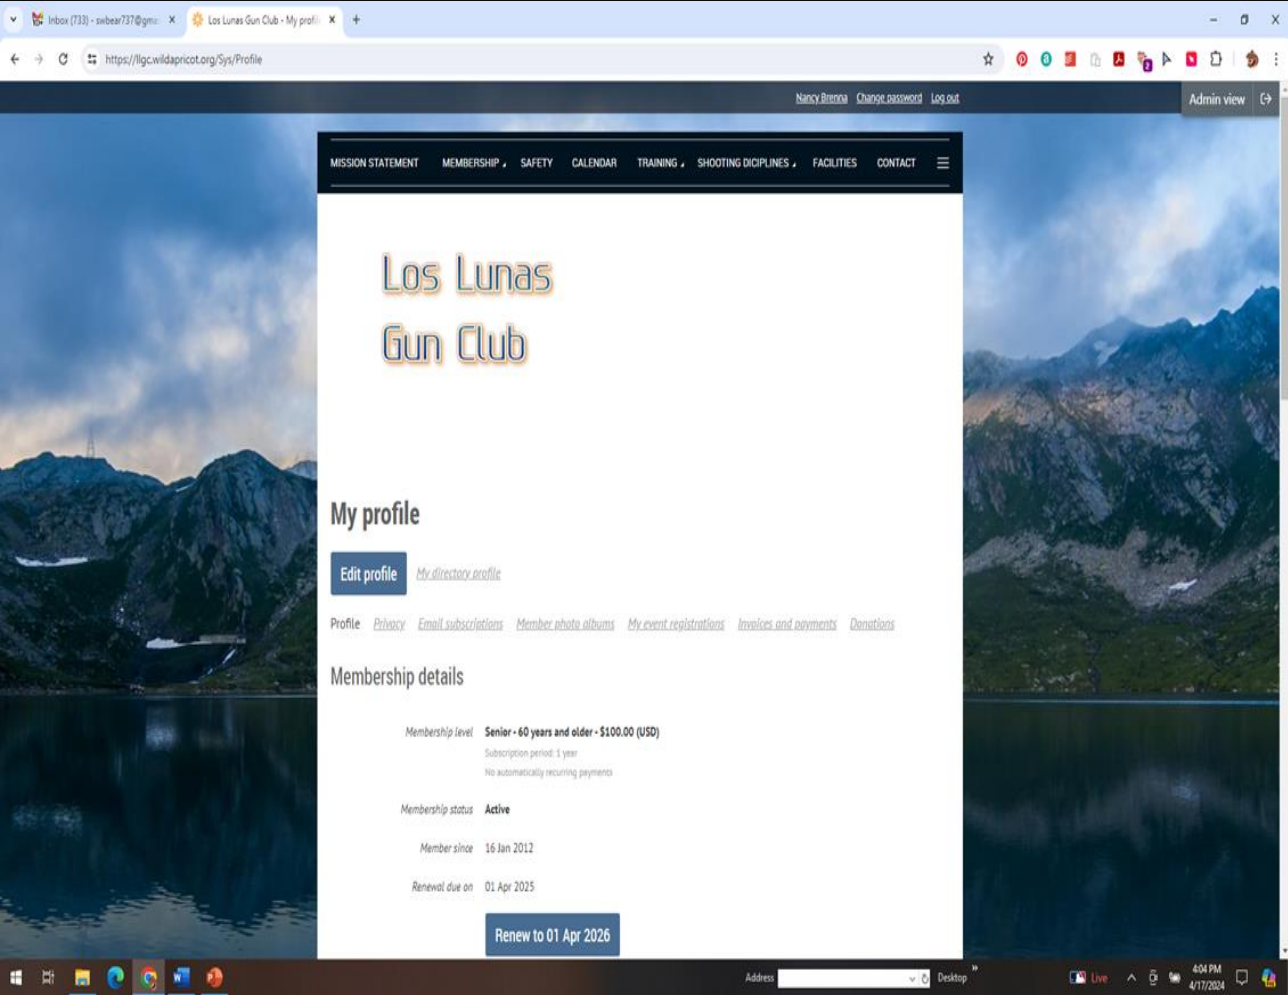 Inbox (733) - swbear737@gma
Los Lunas Gun Club - My profil
https://llgc.wildapricot.org/Sys/Profile
2
Nancy Brenna Change password Log out
Admin view
MISSION STATEMENT MEMBERSHIP SAFETY CALENDAR TRAINING SHOOTING DICIPLINES FACILITIES CONTACT
Los Lunas
Gun Club
My profile
Edit profile My directory profile
Profile Privacy Email subscriptions Member photo albums My event registrations Invoices and payments Donations
Membership details
Membership level Senior - 60 years and older - $100.00 (USD)
Subscription period: 1 year
No automatically recurring payments
Membership status Active
Member since 16 Jan 2012
Renewal due on 01 Apr 2025
Renew to 01 Apr 2026
Address Desktop » Live 4:04 PM
4/17/2024